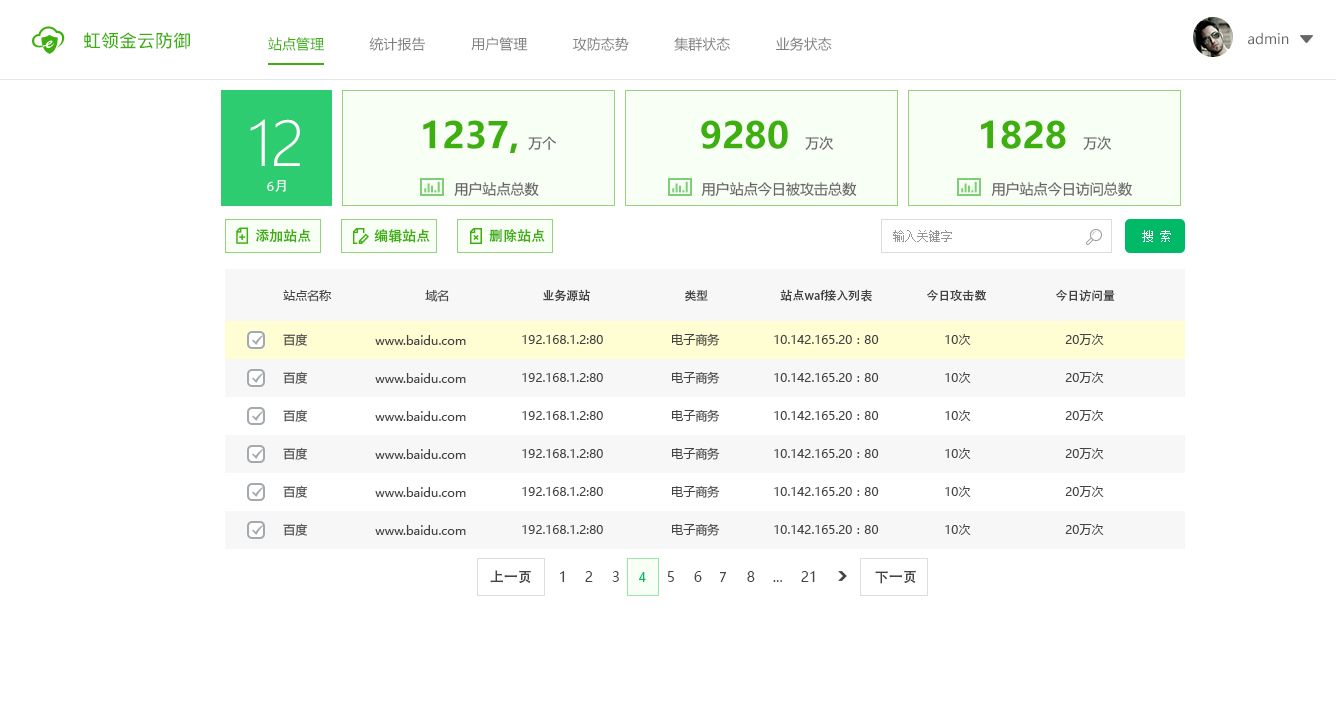 虹领金云防御
站点管理 统计报告 用户管理 攻防态势 集群状态 业务状态
admin
12
6月
1237, 万个
用户站点总数
9280 万次
用户站点今日被攻击总数
1828 万次
用户站点今日访问总数
添加站点 编辑站点 删除站点
输入关键字 搜 索
站点名称 域名 业务源站 类型 站点waf接入列表 今日攻击数 今日访问量
百度 www.baidu.com 192.168.1.2:80 电子商务 10.142.165.20 : 80 10次 20万次
百度 www.baidu.com 192.168.1.2:80 电子商务 10.142.165.20 : 80 10次 20万次
百度 www.baidu.com 192.168.1.2:80 电子商务 10.142.165.20 : 80 10次 20万次
百度 www.baidu.com 192.168.1.2:80 电子商务 10.142.165.20 : 80 10次 20万次
百度 www.baidu.com 192.168.1.2:80 电子商务 10.142.165.20 : 80 10次 20万次
百度 www.baidu.com 192.168.1.2:80 电子商务 10.142.165.20 : 80 10次 20万次
上一页 1 2 3 4 5 6 7 8 ... 21 下一页